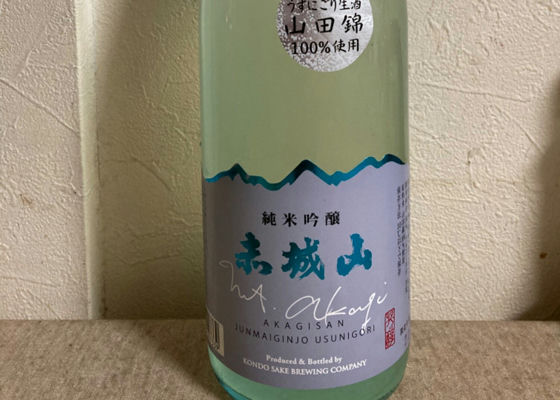 うすにごり生酒
山田錦
100%使用
純米吟醸
赤城山
Mt. Akagi
AKAGISAN
JUNMAIGINJO USUNIGORI
Produced & Bottled by
KONDO SAKE BREWING COMPANY